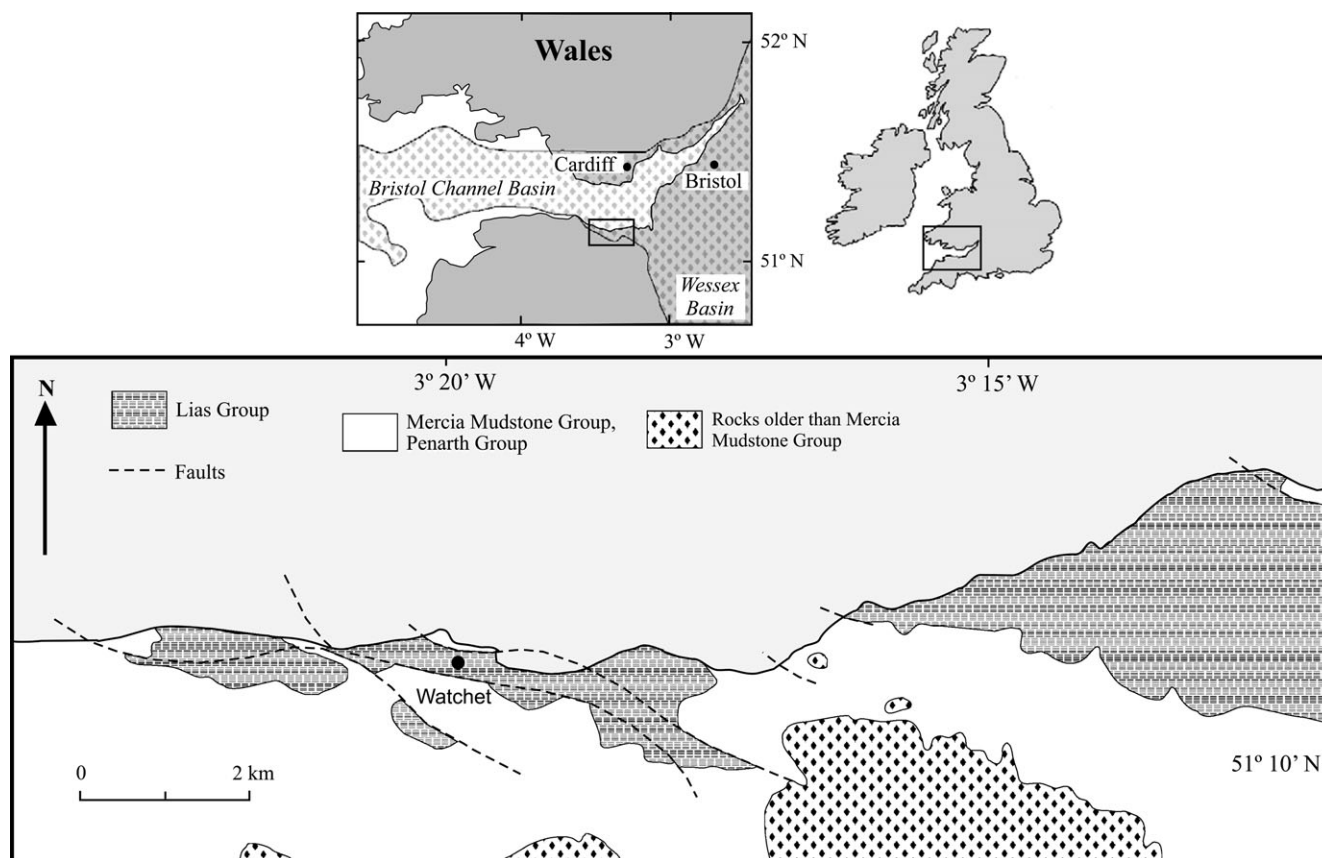 Wales
52º N
Cardiff
Bristol
Bristol Channel Basin
51º N
Wessex
Basin
4º W
3º W
3º 20’ W
3º 15’ W
N
Lias Group
Mercia Mudstone Group,
Penarth Group
Rocks older than Mercia
Mudstone Group
Faults
Watchet
51º 10’ N
0
2 km